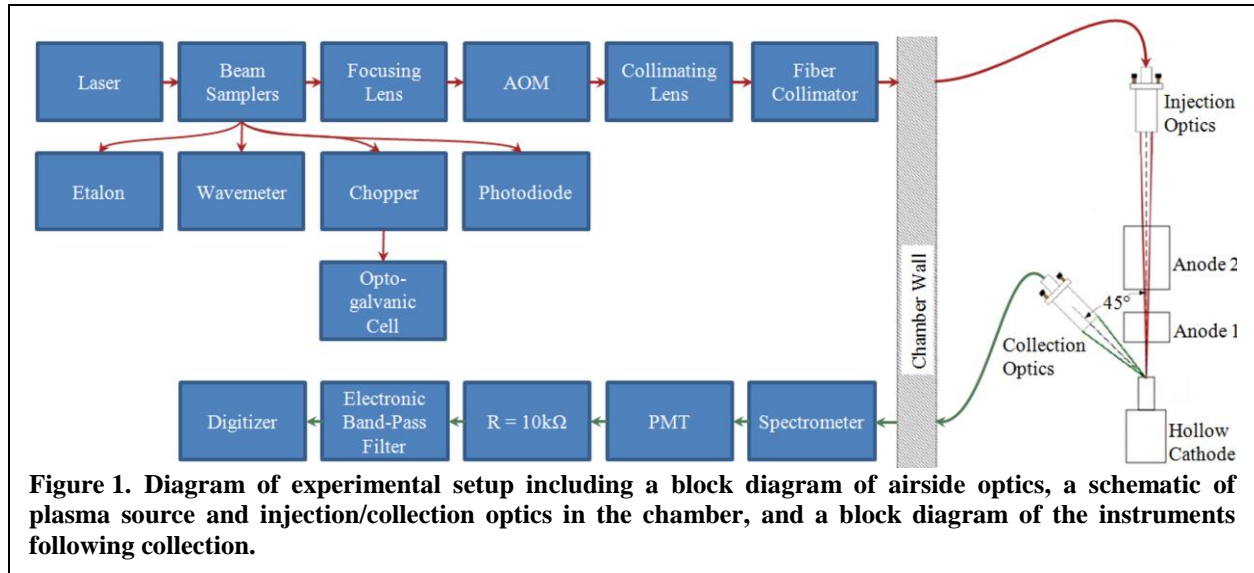 Laser
Beam
Samplers
Focusing
Lens
AOM
Collimating
Lens
Fiber
Collimator
Injection
Optics
Etalon
Wavemeter
Chopper
Photodiode
Opto-
galvanic
Cell
Chamber Wall
Anode 2
45°
Anode 1
Collection
Optics
Hollow
Cathode
Digitizer
Electronic
Band-Pass
Filter
R = 10kΩ
PMT
Spectrometer
Figure 1. Diagram of experimental setup including a block diagram of airside optics, a schematic of
plasma source and injection/collection optics in the chamber, and a block diagram of the instruments
following collection.